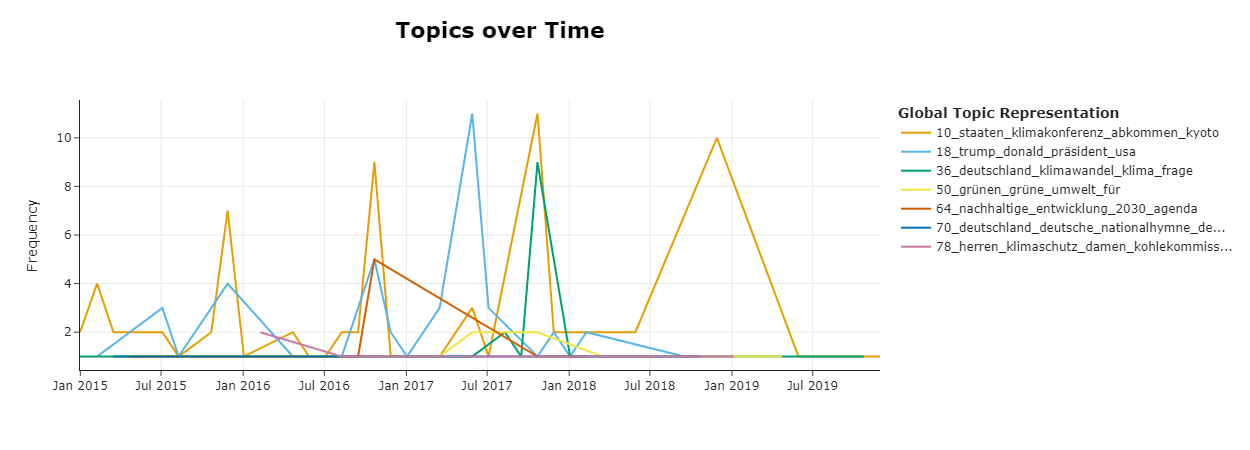 Topics over Time
Global Topic Representation
10_staaten_klimakonferenz_abkommen_kyoto
18_trump_donald_präsident_usa
36_deutschland_klimawandel_klima_frage
50_grünen_grüne_umwelt_für
64_nachhaltige_entwicklung_2030_agenda
70_deutschland_deutsche_nationalhymne_de...
78_herren_klimaschutz_damen_kohlekommiss...
Frequency
10
8
6
4
2
Jan 2015 Jul 2015 Jan 2016 Jul 2016 Jan 2017 Jul 2017 Jan 2018 Jul 2018 Jan 2019 Jul 2019